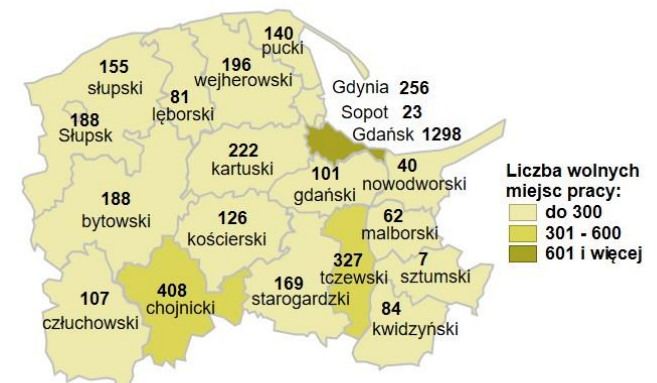 140
pucki
155
słupski
196
wejherowski
Gdynia 256
81
lęborski
Sopot 23
188
Słupsk
Gdańsk 1298
222
kartuski
101
gdański
40
nowodworski
188
bytowski
126
kościerski
62
malborski
327
tczewski
7
sztumski
408
chojnicki
169
starogardzki
107
człuchowski
84
kwidzyński
Liczba wolnych
miejsc pracy:
do 300
301 - 600
601 i więcej